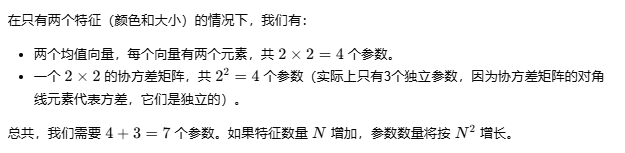 在只有两个特征（颜色和大小）的情况下，我们有：
• 两个均值向量，每个向量有两个元素，共 2 × 2 = 4 个参数。
• 一个 2 × 2 的协方差矩阵，共 2² = 4 个参数（实际上只有3个独立参数，因为协方差矩阵的对角
线元素代表方差，它们是独立的）。
总共，我们需要 4 + 3 = 7 个参数。如果特征数量 N 增加，参数数量将按 N² 增长。